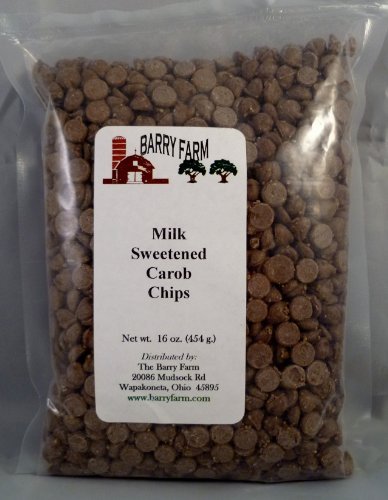 BARRY FARM
Milk
Sweetened
Carob
Chips
Net wt. 16 oz. (454 g.)
Distributed by:
The Barry Farm
20086 Mudsock Rd
Wapakoneta, Ohio 45895
www.barryfarm.com